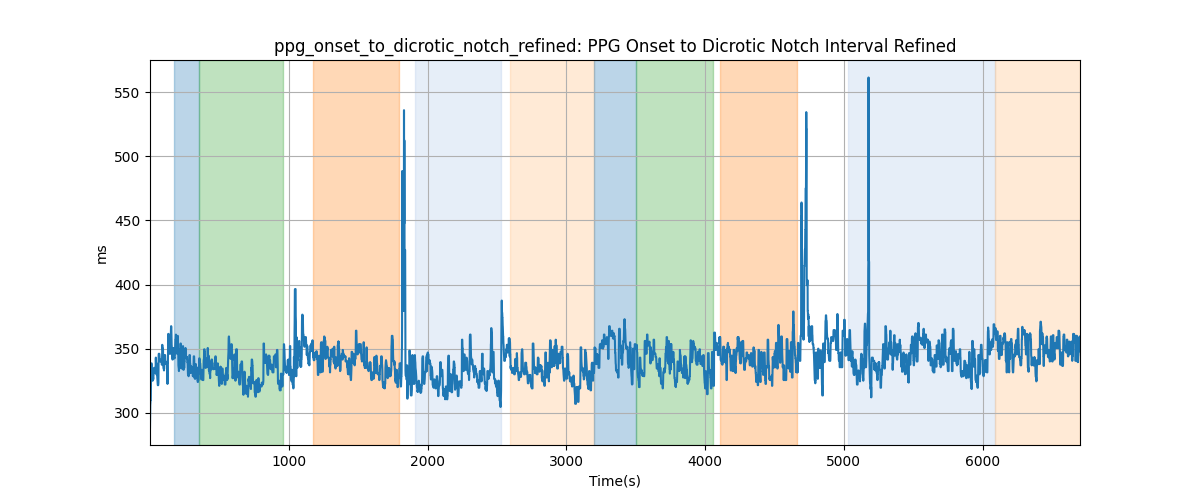 ppg_onset_to_dicrotic_notch_refined: PPG Onset to Dicrotic Notch Interval Refined
550
500
450
400
350
300
ms
1000 2000 3000 4000 5000 6000
Time(s)